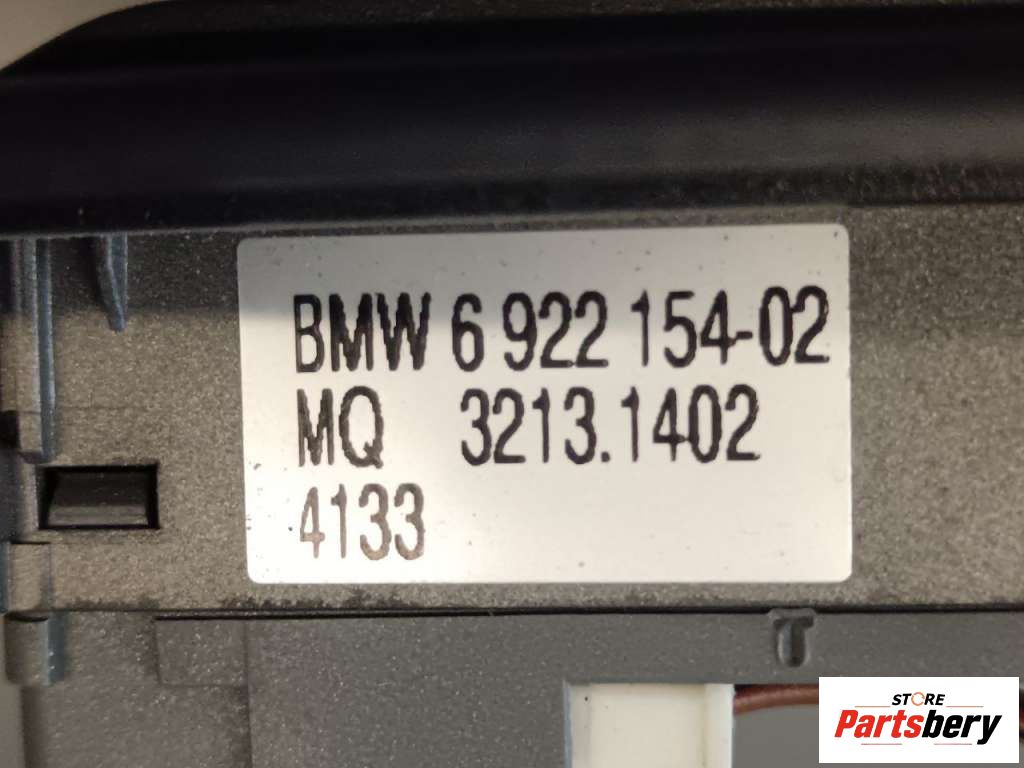 BMW 6 922 154-02
MQ 3213.1402
4133
T
STORE
Partsbery